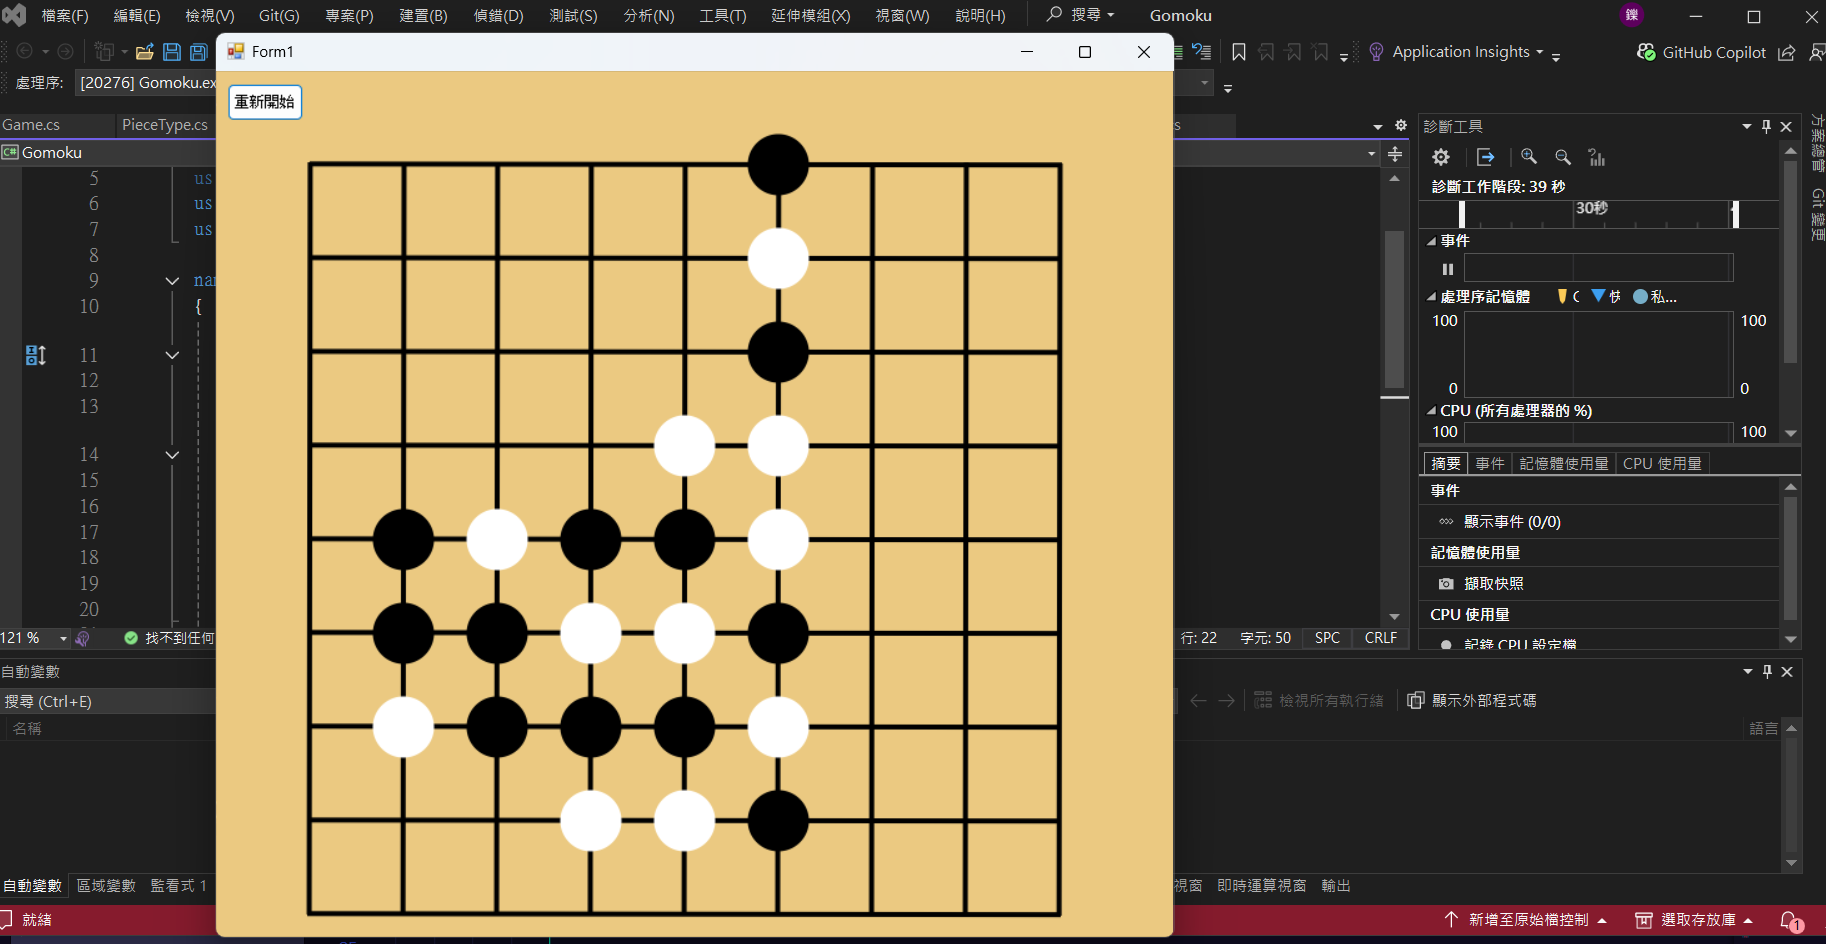 檔案(F) 編輯(E) 檢視(V) Git(G) 專案(P) 建置(B) 偵錯(D) 測試(S) 分析(N) 工具(T) 延伸模組(X) 視窗(W) 說明(H) 搜尋 Gomoku 鑠
Form1
Application Insights GitHub Copilot
處理序: [20276] Gomoku.ex
重新開始
Game.cs PieceType.cs s
Gomoku
5 us
6 us
7 us
8
9 nar
10 {
11
12
13
14
15
16
17
18
19
20
121 % 找不到任何
行: 22 字元: 50 SPC CRLF
診斷工具
診斷工作階段: 39 秒
30秒
事件
處理序記憶體 私...
100 100
0 0
CPU (所有處理器的 %)
100 100
摘要 事件 記憶體使用量 CPU 使用量
事件
顯示事件 (0/0)
記憶體使用量
擷取快照
CPU 使用量
記錄 CPU 設定檔
方案總管
Git 變更
自動變數
搜尋 (Ctrl+E)
名稱
檢視所有執行緒 顯示外部程式碼
語言
自動變數 區域變數 監看式 1
視窗 即時運算視窗 輸出
就緒
新增至原始檔控制 選取存放庫 1